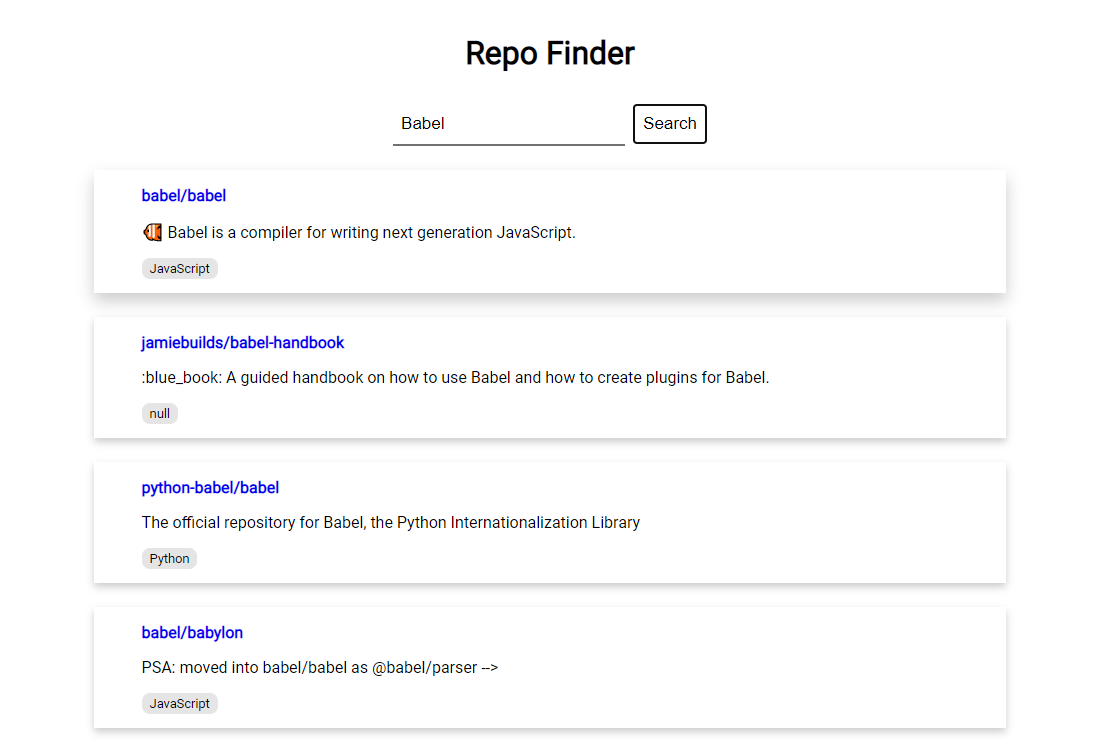 Repo Finder
Babel
Search
babel/babel
🐠 Babel is a compiler for writing next generation JavaScript.
JavaScript
jamiebuilds/babel-handbook
:blue_book: A guided handbook on how to use Babel and how to create plugins for Babel.
null
python-babel/babel
The official repository for Babel, the Python Internationalization Library
Python
babel/babylon
PSA: moved into babel/babel as @babel/parser -->
JavaScript